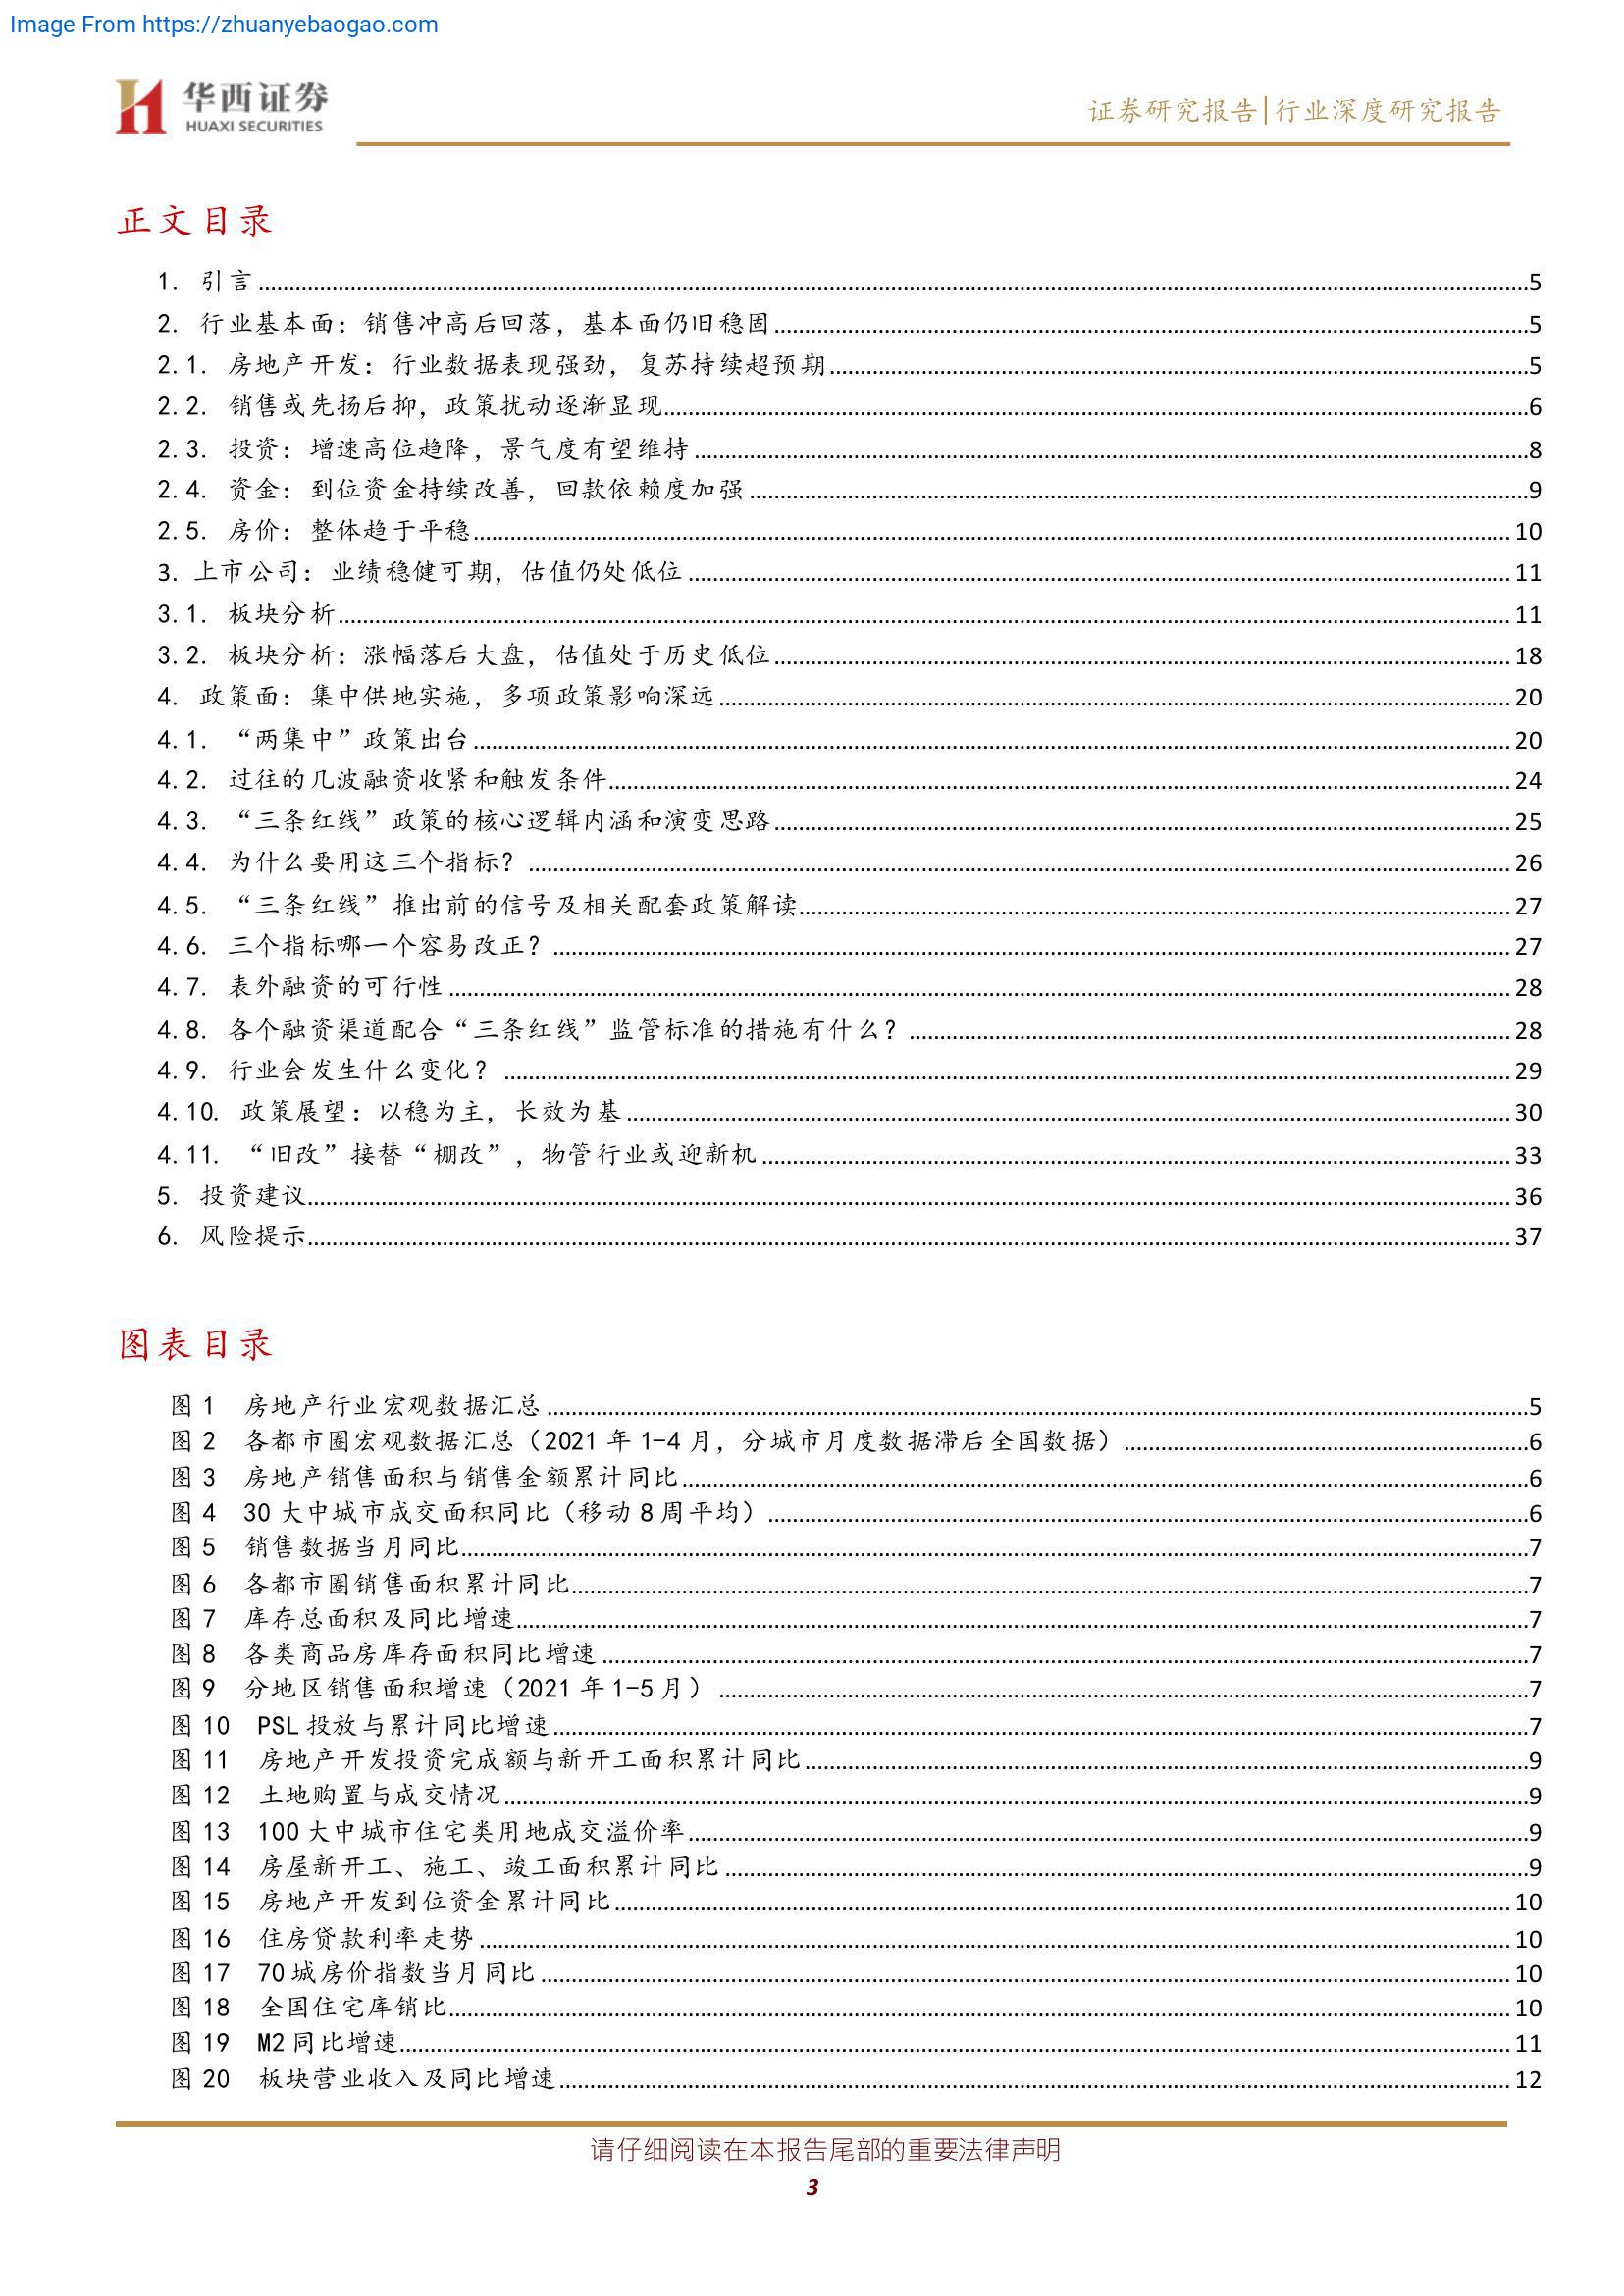 Image From https://zhuanyebaogao.com
华西证券
HUAXI SECURITIES
证券研究报告|行业深度研究报告
正文目录
1. 引言 5
2. 行业基本面：销售冲高后回落，基本面仍旧稳固 5
2.1. 房地产开发：行业数据表现强劲，复苏持续超预期 5
2.2. 销售或先扬后抑，政策扰动逐渐显现 6
2.3. 投资：增速高位趋降，景气度有望维持 8
2.4. 资金：到位资金持续改善，回款依赖度加强 9
2.5. 房价：整体趋于平稳 10
3. 上市公司：业绩稳健可期，估值仍处低位 11
3.1. 板块分析 11
3.2. 板块分析：涨幅落后大盘，估值处于历史低位 18
4. 政策面：集中供地实施，多项政策影响深远 20
4.1. “两集中”政策出台 20
4.2. 过往的几波融资收紧和触发条件 24
4.3. “三条红线”政策的核心逻辑内涵和演变思路 25
4.4. 为什么要用这三个指标？ 26
4.5. “三条红线”推出前的信号及相关配套政策解读 27
4.6. 三个指标哪一个容易改正？ 27
4.7. 表外融资的可行性 28
4.8. 各个融资渠道配合“三条红线”监管标准的措施有什么？ 28
4.9. 行业会发生什么变化？ 29
4.10. 政策展望：以稳为主，长效为基 30
4.11. “旧改”接替“棚改”，物管行业或迎新机 33
5. 投资建议 36
6. 风险提示 37
图表目录
图 1 房地产行业宏观数据汇总 5
图 2 各都市圈宏观数据汇总（2021 年 1-4 月，分城市月度数据滞后全国数据） 6
图 3 房地产销售面积与销售金额累计同比 6
图 4 30 大中城市成交面积同比（移动 8 周平均） 6
图 5 销售数据当月同比 7
图 6 各都市圈销售面积累计同比 7
图 7 库存总面积及同比增速 7
图 8 各类商品房库存面积同比增速 7
图 9 分地区销售面积增速（2021 年 1-5 月） 7
图 10 PSL 投放与累计同比增速 7
图 11 房地产开发投资完成额与新开工面积累计同比 9
图 12 土地购置与成交情况 9
图 13 100 大中城市住宅类用地成交溢价率 9
图 14 房屋新开工、施工、竣工面积累计同比 9
图 15 房地产开发到位资金累计同比 10
图 16 住房贷款利率走势 10
图 17 70 城房价指数当月同比 10
图 18 全国住宅库销比 10
图 19 M2 同比增速 11
图 20 板块营业收入及同比增速 12
请仔细阅读在本报告尾部的重要法律声明
3